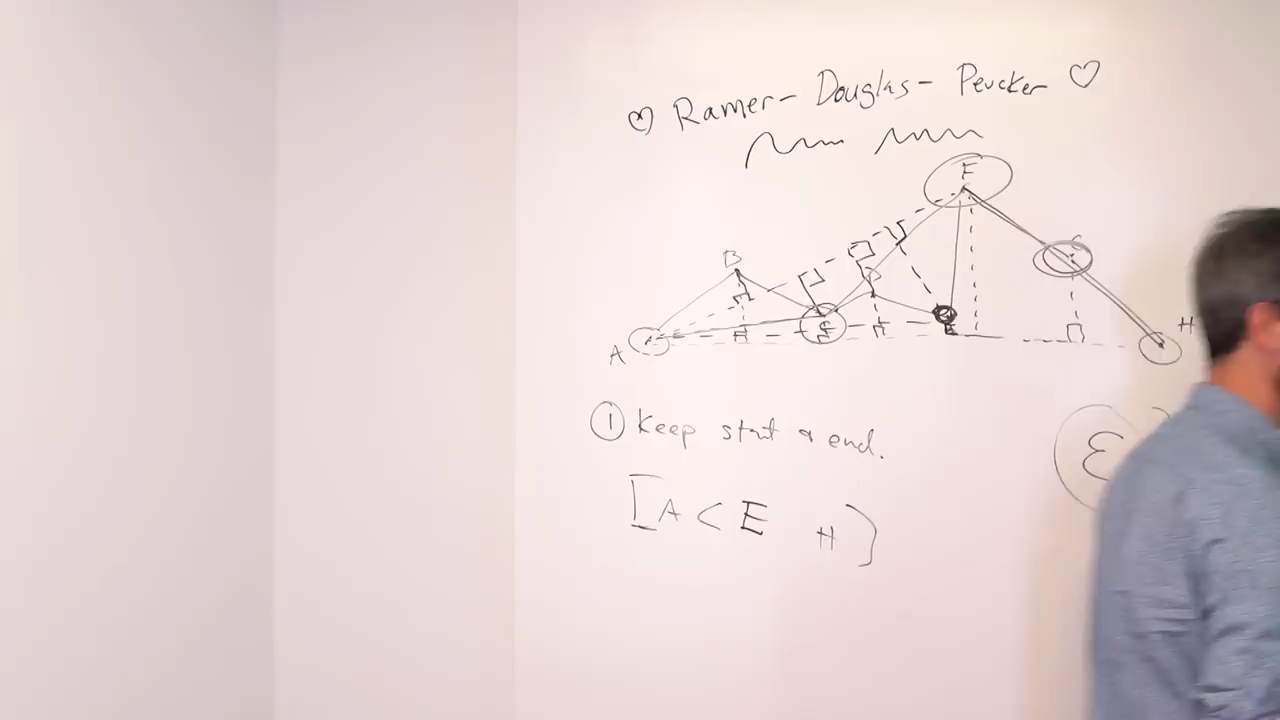 ♡ Ramer - Douglas - Peucker ♡
F
B
D
A C E
H
① Keep start & end.
ε
[A C E H]